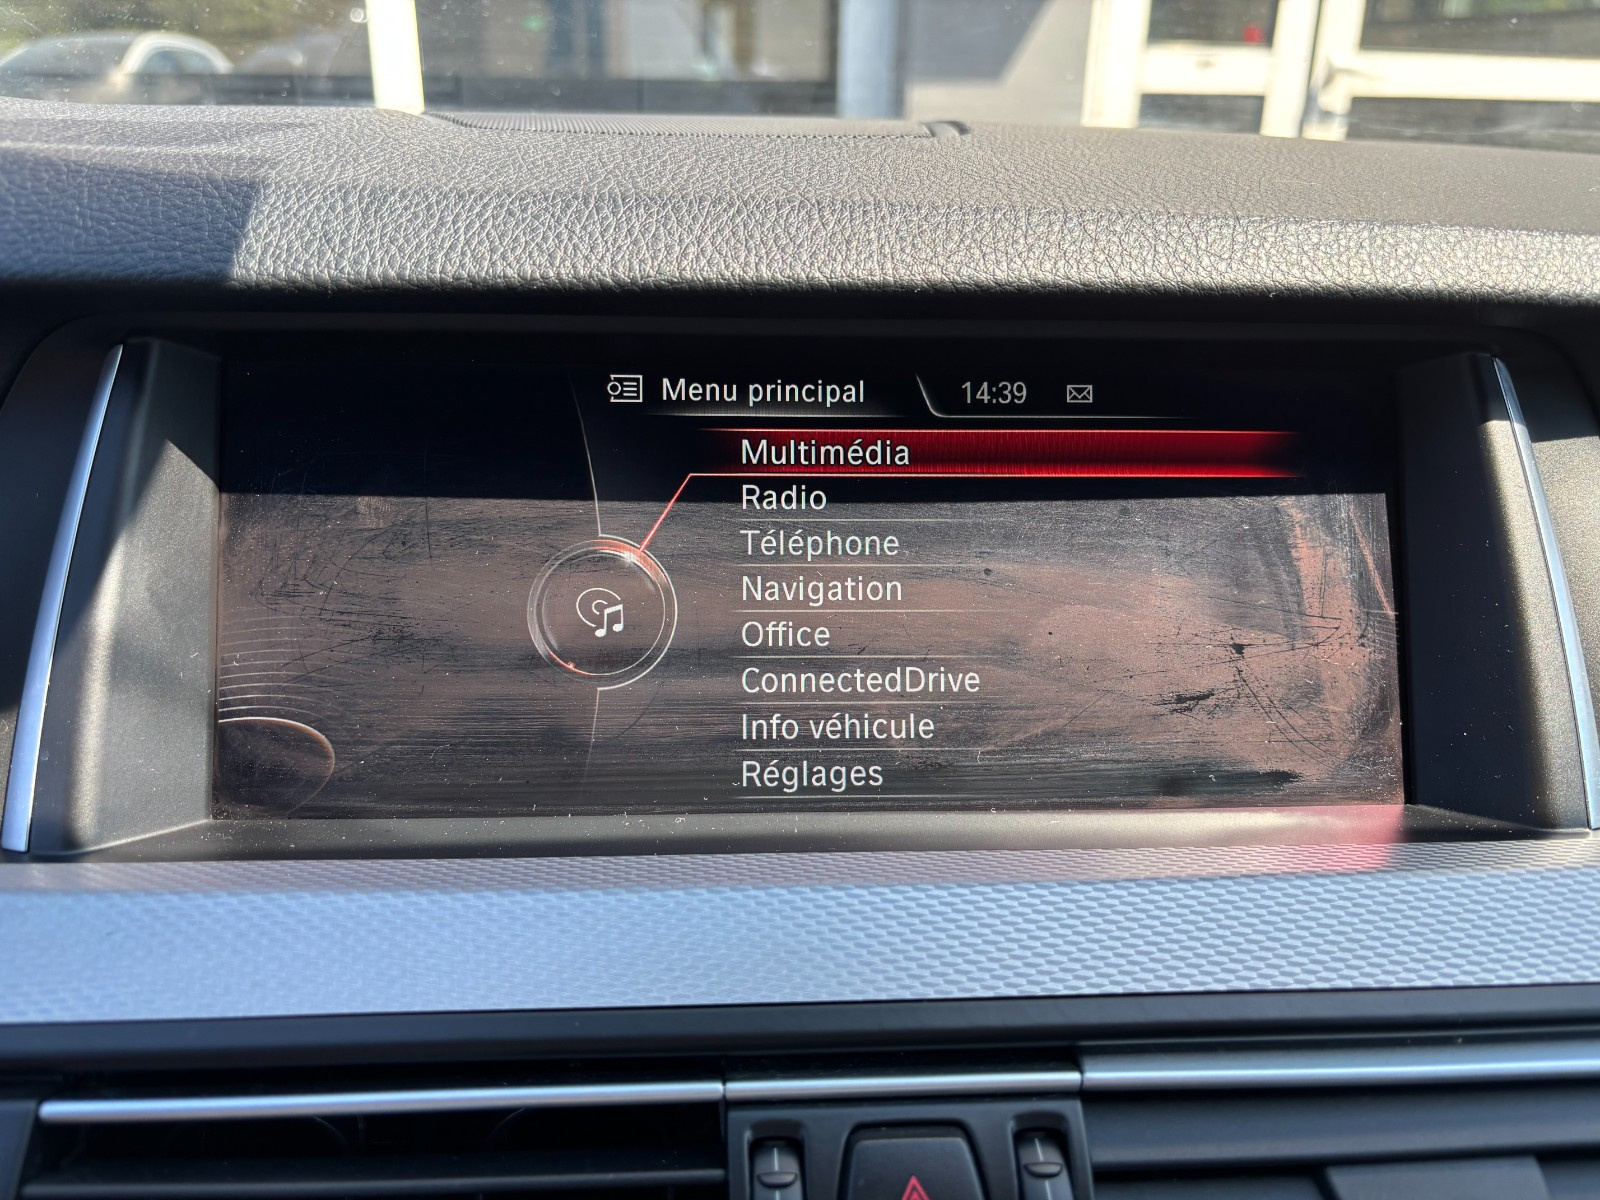 Menu principal 14:39
Multimédia
Radio
Téléphone
Navigation
Office
ConnectedDrive
Info véhicule
Réglages